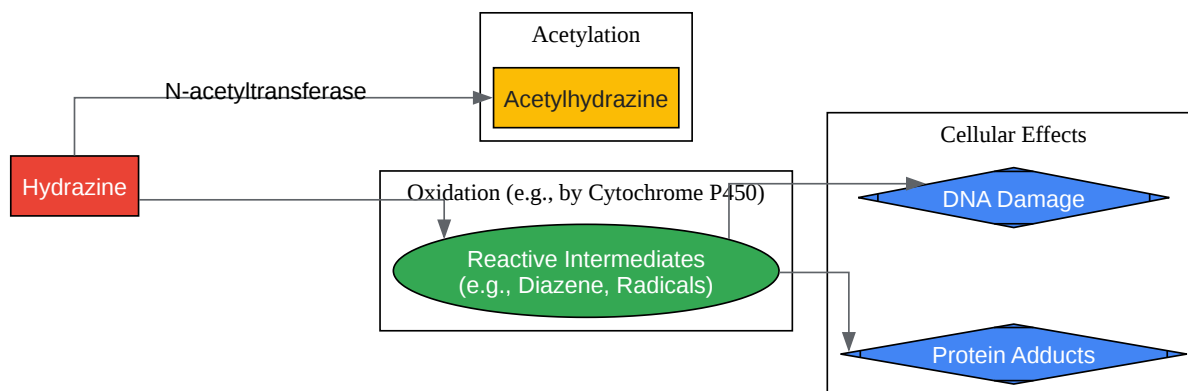 Acetylation
N-acetyltransferase
Acetylhydrazine
Cellular Effects
Hydrazine
Oxidation (e.g., by Cytochrome P450)
DNA Damage
Reactive Intermediates
(e.g., Diazene, Radicals)
Protein Adducts